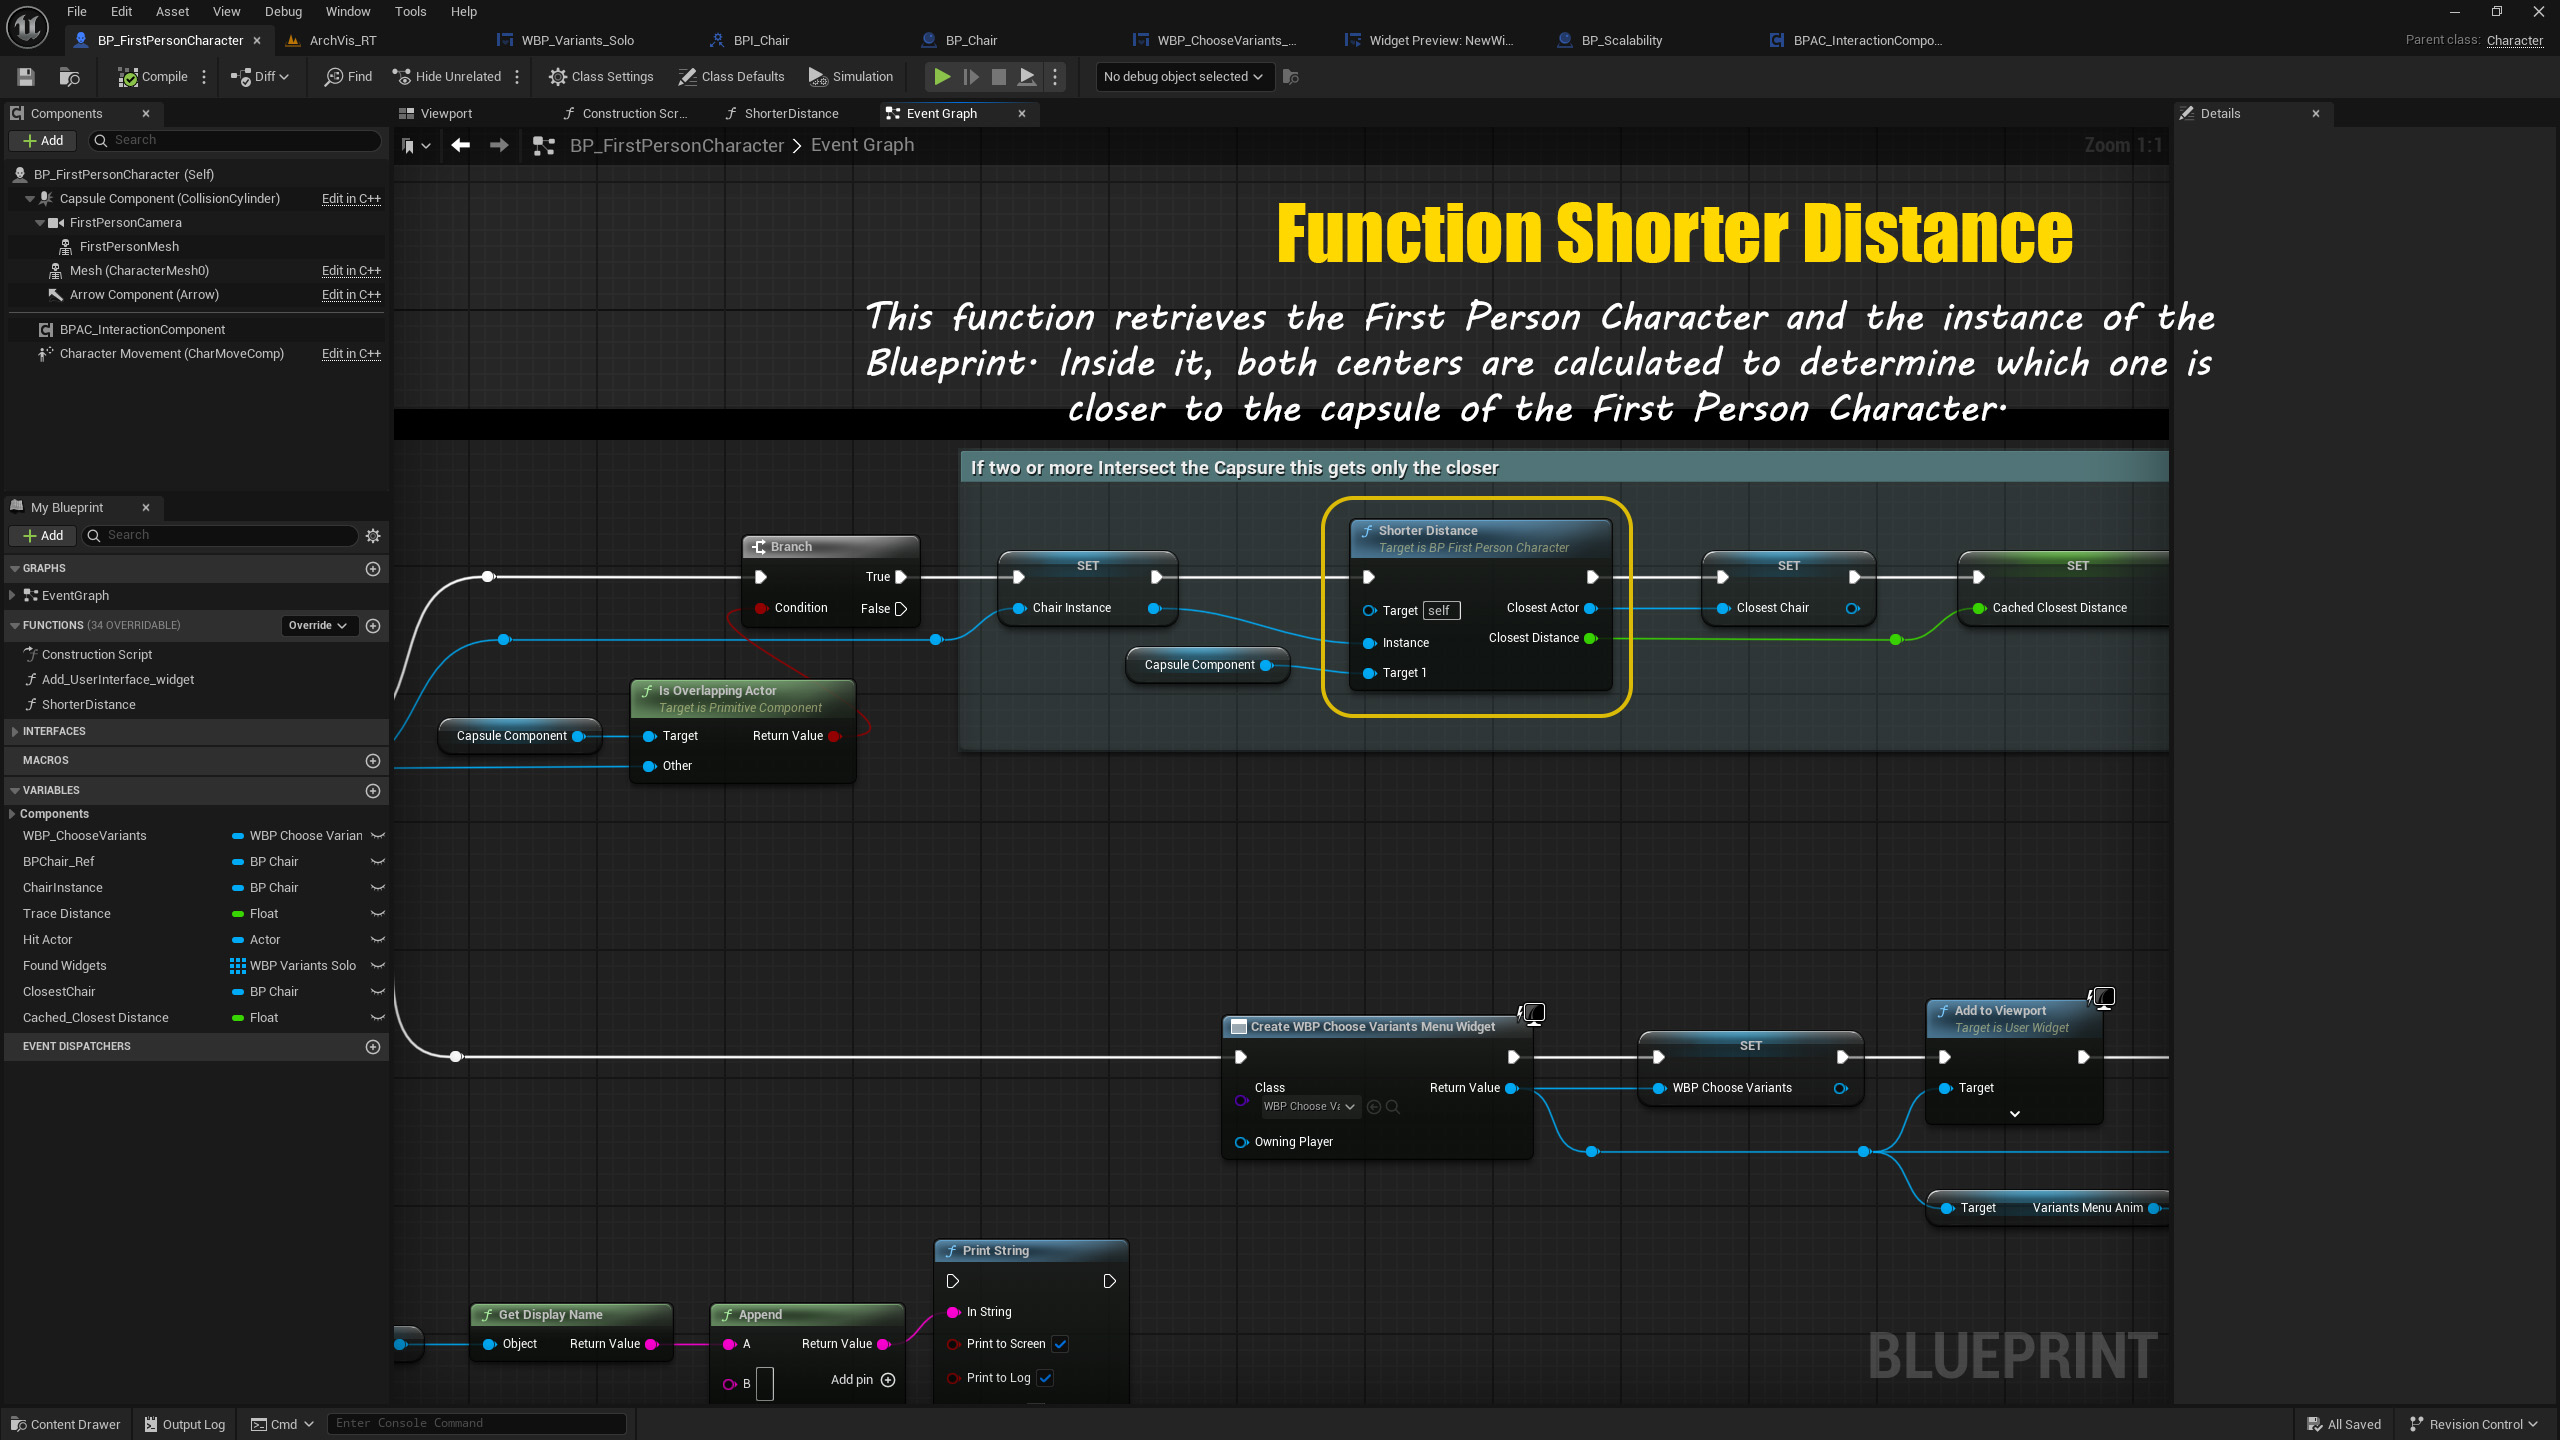 File Edit Asset View Debug Window Tools Help
BP_FirstPersonCharacter ArchVis_RT WBP_Variants_Solo BPI_Chair BP_Chair WBP_ChooseVariants_... Widget Preview: NewWi... BP_Scalability BPAC_InteractionCompo... Parent class: Character
Compile Diff Find Hide Unrelated Class Settings Class Defaults Simulation No debug object selected
Components
Add Search
BP_FirstPersonCharacter (Self)
Capsule Component (CollisionCylinder) Edit in C++
FirstPersonCamera
FirstPersonMesh
Mesh (CharacterMesh0) Edit in C++
Arrow Component (Arrow) Edit in C++
BPAC_InteractionComponent
Character Movement (CharMoveComp) Edit in C++
My Blueprint
Add Search
GRAPHS
EventGraph
FUNCTIONS (34 OVERRIDABLE) Override
Construction Script
Add_UserInterface_widget
ShorterDistance
INTERFACES
MACROS
VARIABLES
Components
WBP_ChooseVariants WBP Choose Varian
BPChair_Ref BP Chair
ChairInstance BP Chair
Trace Distance Float
Hit Actor Actor
Found Widgets WBP Variants Solo
ClosestChair BP Chair
Cached_Closest Distance Float
EVENT DISPATCHERS
Viewport Construction Scr... ShorterDistance Event Graph
BP_FirstPersonCharacter > Event Graph Zoom 1:1
Function Shorter Distance
This function retrieves the First Person Character and the instance of the
Blueprint. Inside it, both centers are calculated to determine which one is
closer to the capsule of the First Person Character.
If two or more Intersect the Capsure this gets only the closer
Branch
True
Condition False
SET
Chair Instance
Capsule Component
Shorter Distance
Target is BP First Person Character
Target self Closest Actor
Closest Distance
Instance
Target 1
SET
Closest Chair
SET
Cached Closest Distance
Capsule Component
Is Overlapping Actor
Target is Primitive Component
Target Return Value
Other
Create WBP Choose Variants Menu Widget
Class Return Value
WBP Choose Va
Owning Player
SET
WBP Choose Variants
Add to Viewport
Target is User Widget
Target
Target Variants Menu Anim
Get Display Name
Object Return Value
Append
A Return Value
B Add pin
Print String
In String
Print to Screen
Print to Log
BLUEPRINT
Details
Content Drawer Output Log Cmd Enter Console Command All Saved Revision Control